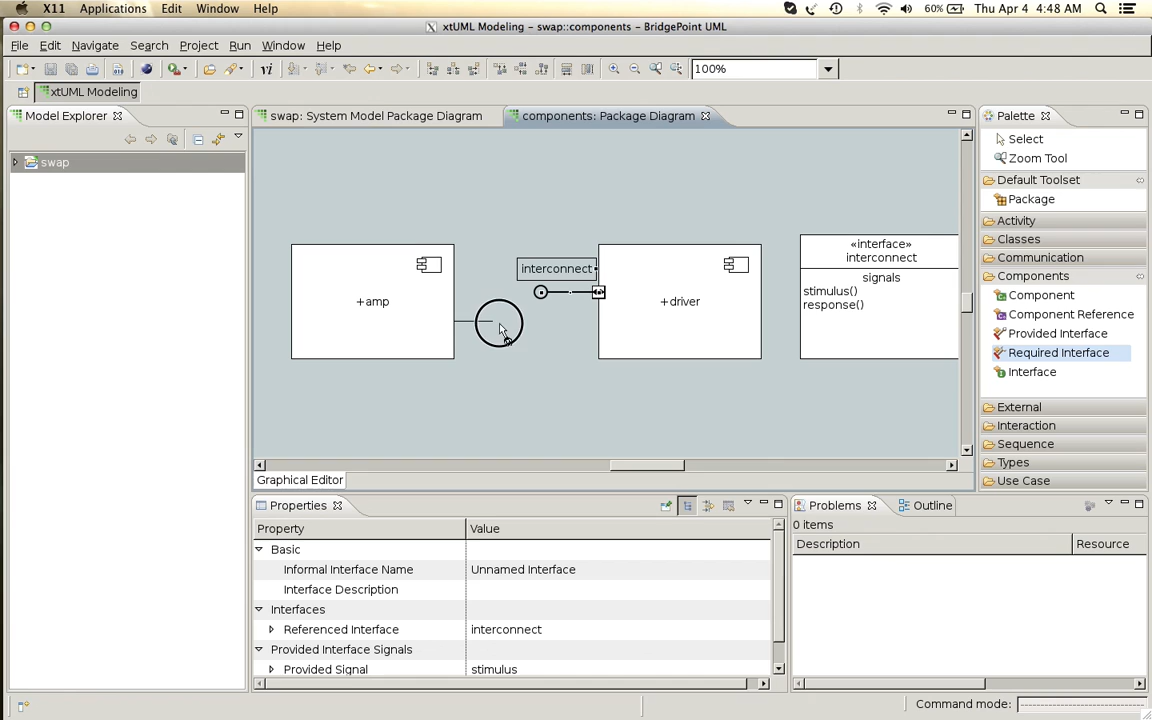 X11 Applications Edit Window Help 60% Thu Apr 4 4:48 AM
xtUML Modeling – swap::components – BridgePoint UML
File Edit Navigate Search Project Run Window Help
vi 100%
xtUML Modeling
Model Explorer
swap: System Model Package Diagram
components: Package Diagram
Palette
swap
Select
Zoom Tool
Default Toolset
Package
Activity
Classes
Communication
Components
Component
Component Reference
Provided Interface
Required Interface
Interface
External
Interaction
Sequence
Types
Use Case
+amp
interconnect
+driver
«interface»
interconnect
signals
stimulus()
response()
Graphical Editor
Properties
Property Value
Basic
Informal Interface Name Unnamed Interface
Interface Description
Interfaces
Referenced Interface interconnect
Provided Interface Signals
Provided Signal stimulus
Problems Outline
0 items
Description Resource
Command mode: